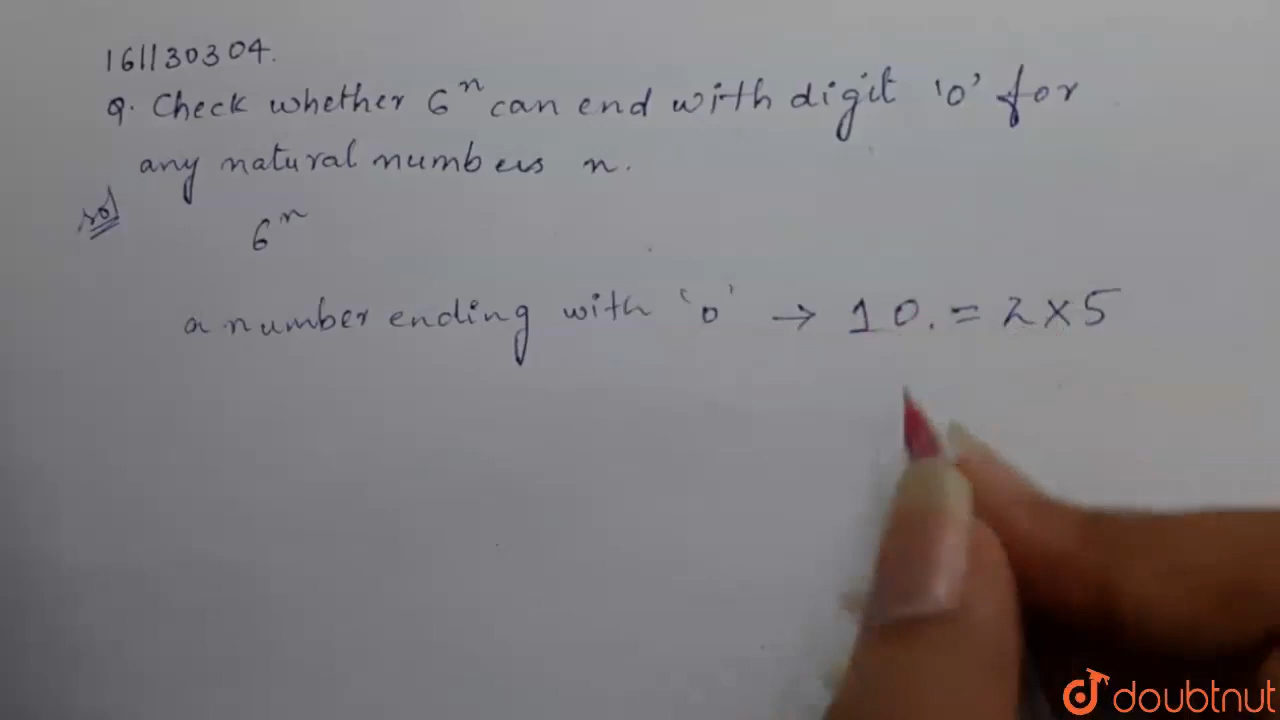 161130304.
Q. Check whether 6ⁿ can end with digit '0' for
any natural numbers n.
sol
6ⁿ
a number ending with '0' → 10. = 2 × 5
doubtnut